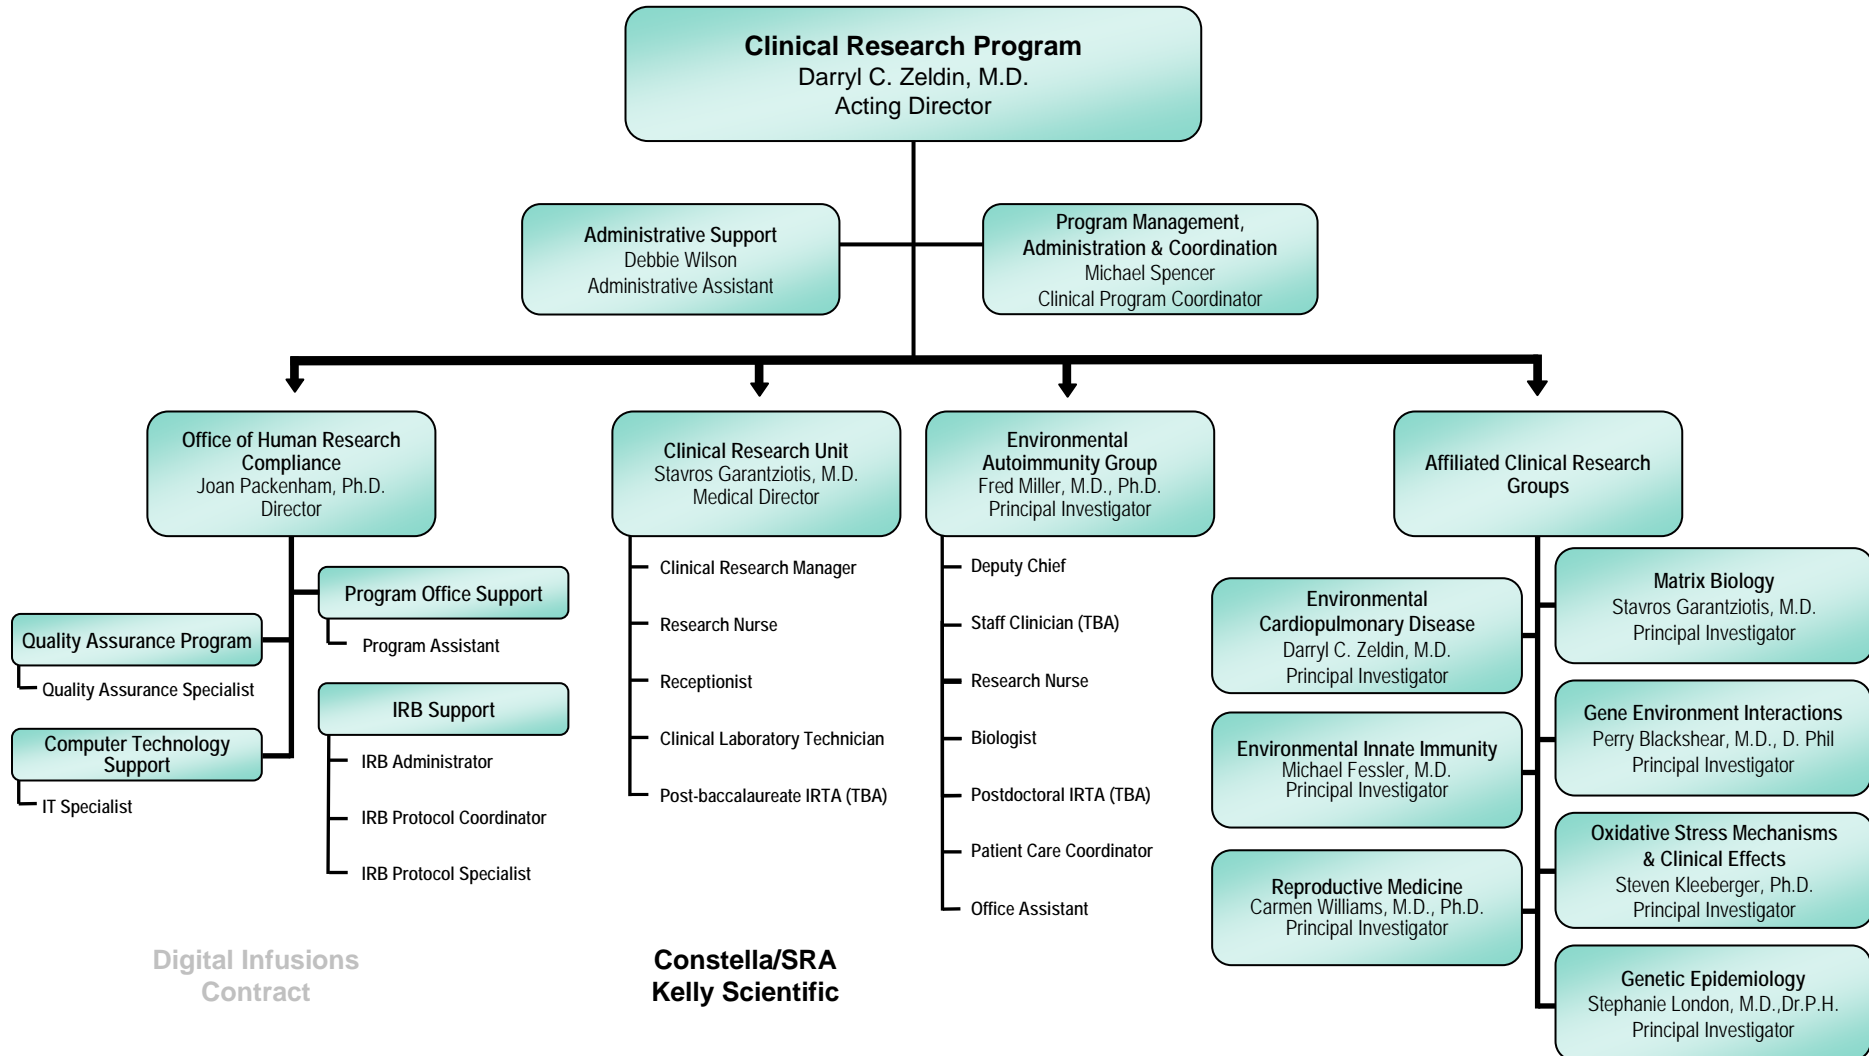 Clinical Research Program
Darryl C. Zeldin, M.D.
Acting Director
Administrative Support
Debbie Wilson
Administrative Assistant
Program Management,
Administration & Coordination
Michael Spencer
Clinical Program Coordinator
Office of Human Research
Compliance
Joan Packenham, Ph.D.
Director
Program Office Support
Program Assistant
Quality Assurance Program
Quality Assurance Specialist
IRB Support
IRB Administrator
IRB Protocol Coordinator
IRB Protocol Specialist
Computer Technology
Support
IT Specialist
Clinical Research Unit
Stavros Garantziotis, M.D.
Medical Director
Clinical Research Manager
Research Nurse
Receptionist
Clinical Laboratory Technician
Post-baccalaureate IRTA (TBA)
Environmental
Autoimmunity Group
Fred Miller, M.D., Ph.D.
Principal Investigator
Deputy Chief
Staff Clinician (TBA)
Research Nurse
Biologist
Postdoctoral IRTA (TBA)
Patient Care Coordinator
Office Assistant
Affiliated Clinical Research
Groups
Environmental
Cardiopulmonary Disease
Darryl C. Zeldin, M.D.
Principal Investigator
Environmental Innate Immunity
Michael Fessler, M.D.
Principal Investigator
Reproductive Medicine
Carmen Williams, M.D., Ph.D.
Principal Investigator
Matrix Biology
Stavros Garantziotis, M.D.
Principal Investigator
Gene Environment Interactions
Perry Blackshear, M.D., D. Phil
Principal Investigator
Oxidative Stress Mechanisms
& Clinical Effects
Steven Kleeberger, Ph.D.
Principal Investigator
Genetic Epidemiology
Stephanie London, M.D.,Dr.P.H.
Principal Investigator
Digital Infusions
Contract
Constella/SRA
Kelly Scientific